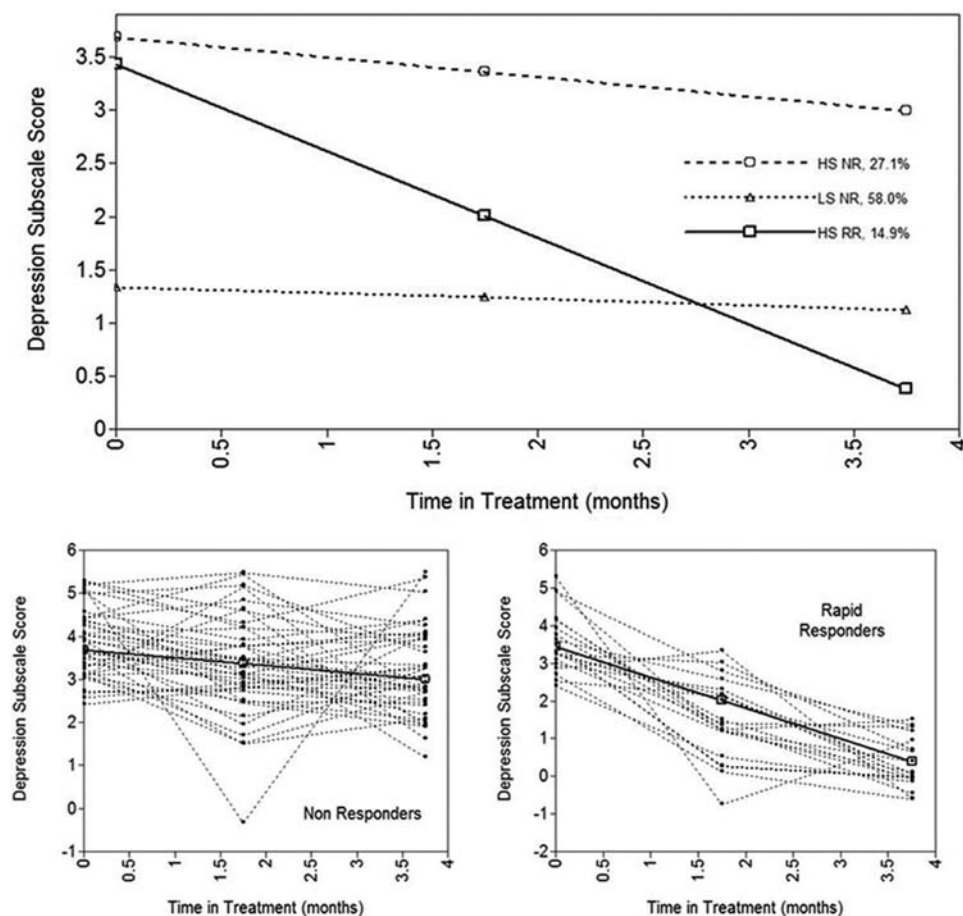 Depression Subscale Score
3.5
3
2.5
2
1.5
1
0.5
0
HS NR, 27.1%
LS NR, 58.0%
HS RR, 14.9%
0 0.5 1 1.5 2 2.5 3 3.5 4
Time in Treatment (months)
Depression Subscale Score
6
5
4
3
2
1
0
-1
Non Responders
0 0.5 1 1.5 2 2.5 3 3.5 4
Time in Treatment (months)
Depression Subscale Score
6
5
4
3
2
1
0
-1
-2
Rapid
Responders
0 0.5 1 1.5 2 2.5 3 3.5 4
Time in Treatment (months)